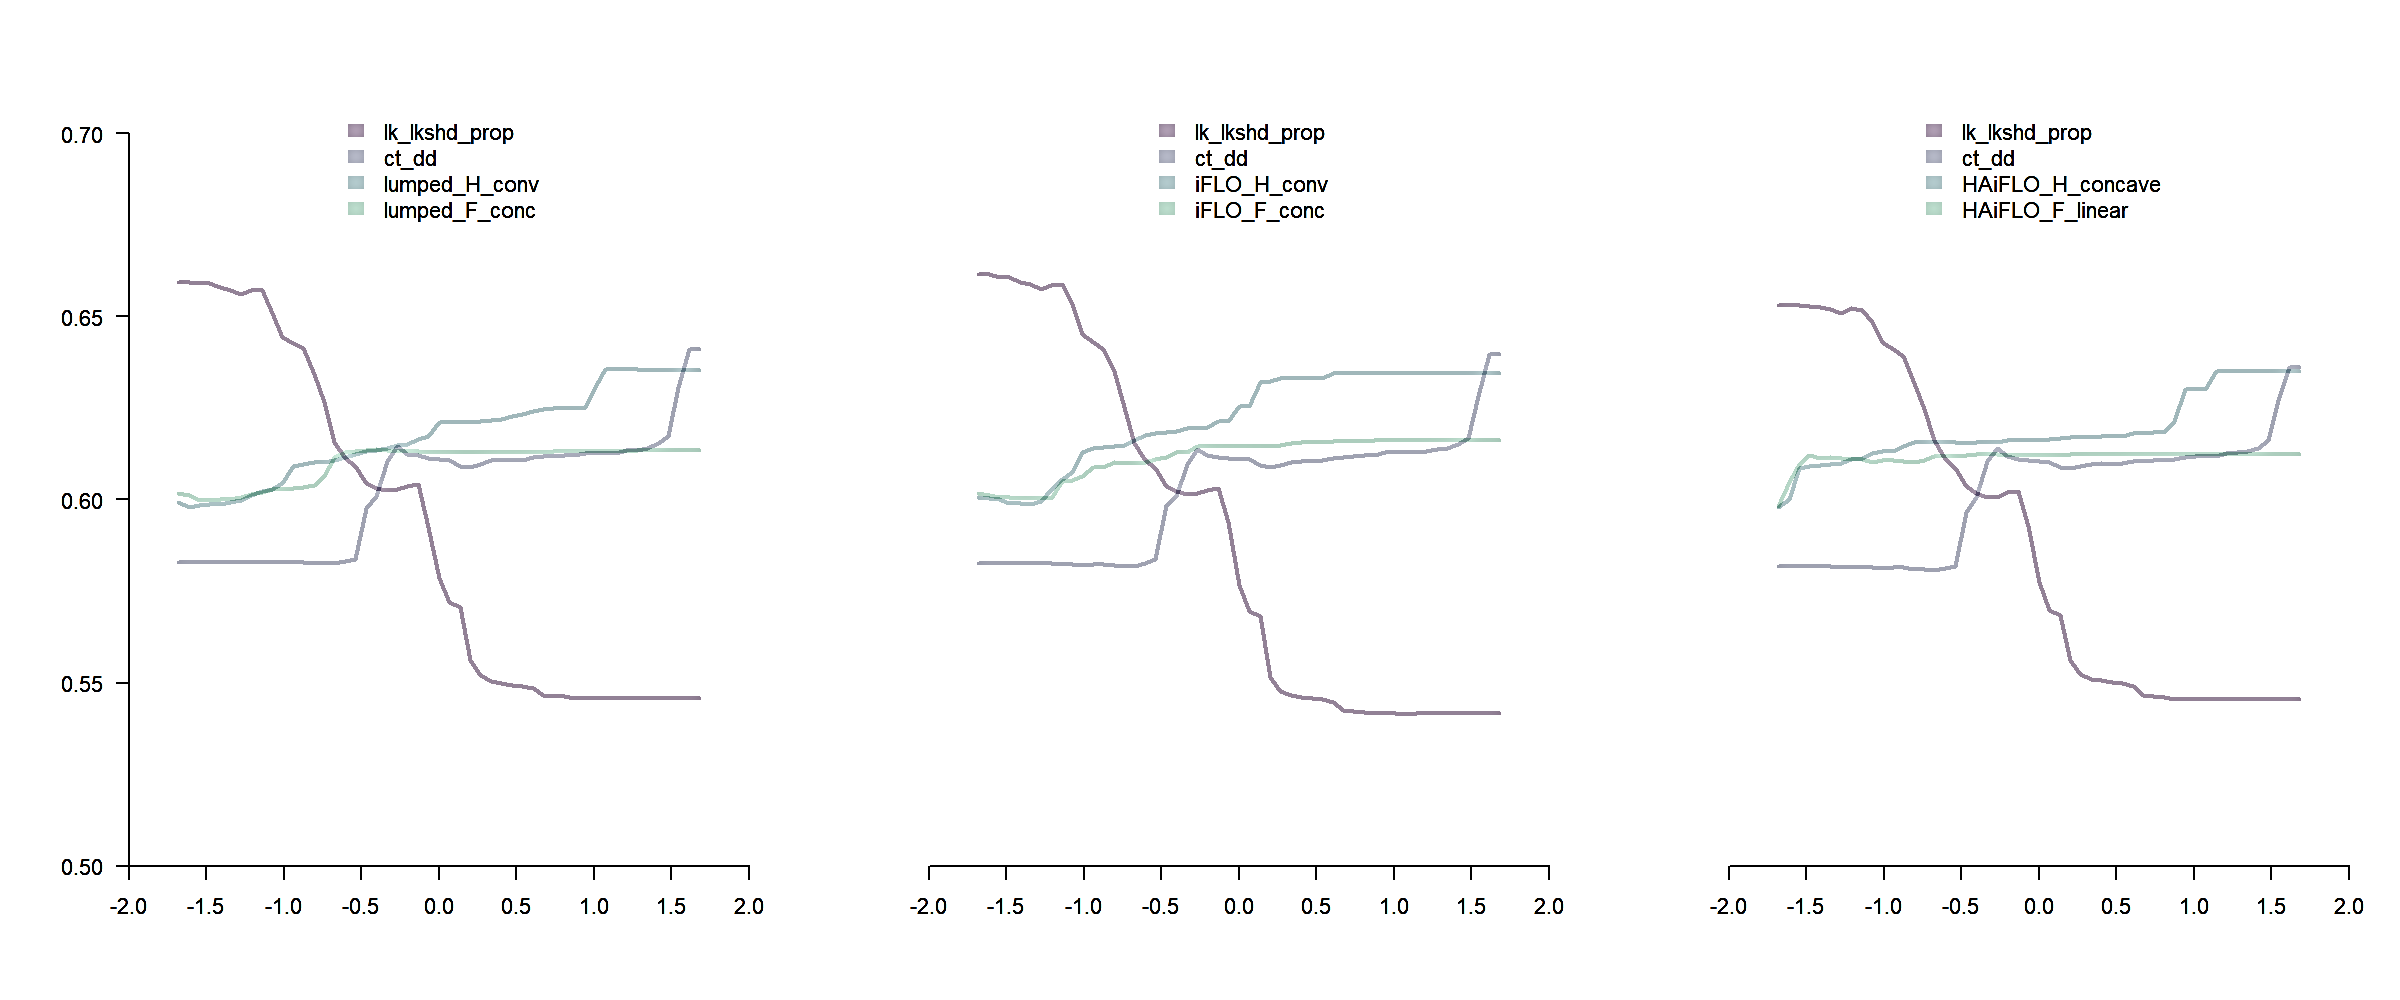 lk_lkshd_prop
ct_dd
lumped_H_conv
lumped_F_conc
0.70
0.65
0.60
0.55
0.50
-2.0 -1.5 -1.0 -0.5 0.0 0.5 1.0 1.5 2.0
lk_lkshd_prop
ct_dd
iFLO_H_conv
iFLO_F_conc
-2.0 -1.5 -1.0 -0.5 0.0 0.5 1.0 1.5 2.0
lk_lkshd_prop
ct_dd
HAiFLO_H_concave
HAiFLO_F_linear
-2.0 -1.5 -1.0 -0.5 0.0 0.5 1.0 1.5 2.0